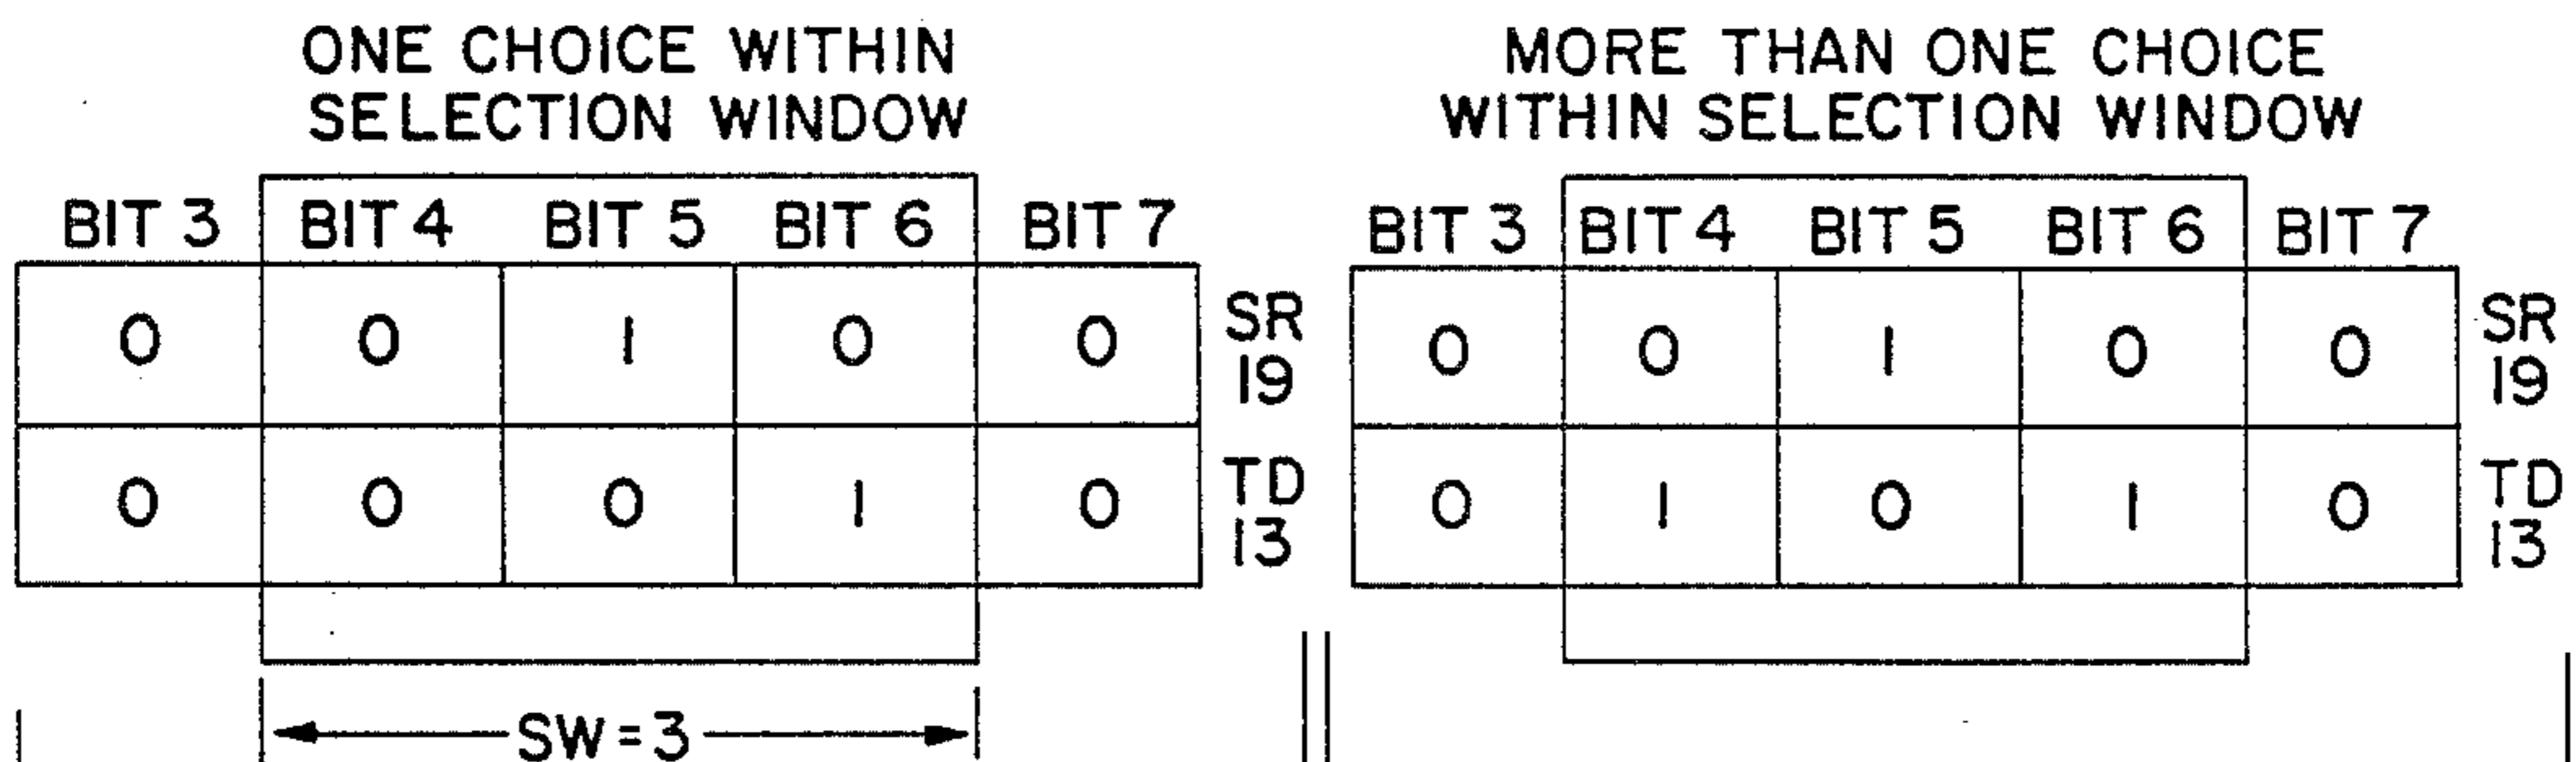 ONE CHOICE WITHIN
SELECTION WINDOW
BIT 3 BIT 4 BIT 5 BIT 6 BIT 7
0 0 1 0 0 SR 19
0 0 0 1 0 TD 13
SW=3
MORE THAN ONE CHOICE
WITHIN SELECTION WINDOW
BIT 3 BIT 4 BIT 5 BIT 6 BIT 7
0 0 1 0 0 SR 19
0 1 0 1 0 TD 13